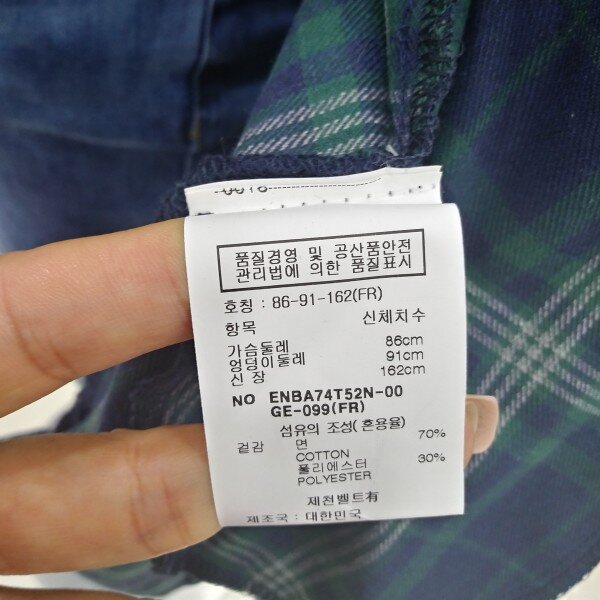 품질경영 및 공산품안전
관리법에 의한 품질표시
호칭 : 86-91-162(FR)
항목 신체치수
가슴둘레 86cm
엉덩이둘레 91cm
신 장 162cm
NO ENBA74T52N-00
GE-099(FR)
섬유의 조성(혼용율)
겉감 면 70%
COTTON
폴리에스터 30%
POLYESTER
제천벨트有
제조국 : 대한민국